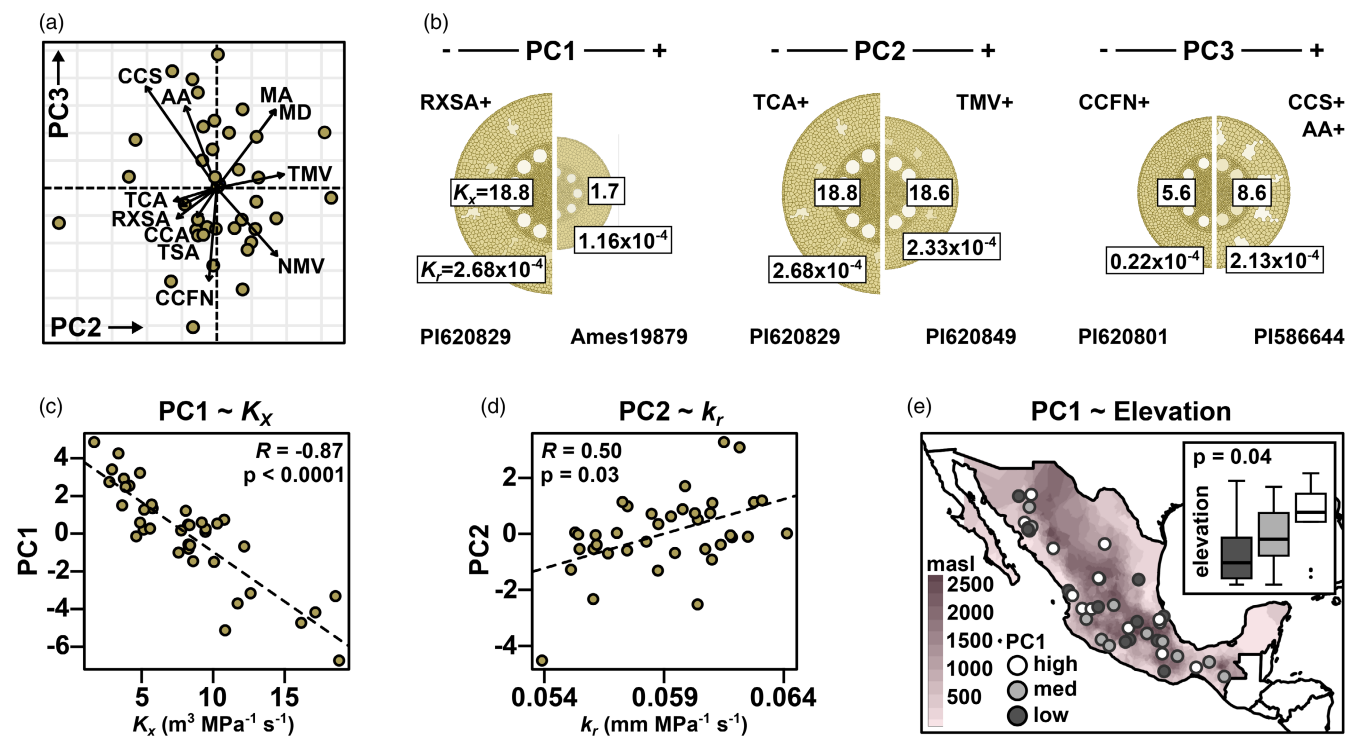 (a)
PC3
CCS
AA
MA
MD
TMV
TCA
RXSA
CCA
TSA
NMV
CCFN
PC2
(b)
- PC1 +
RXSA+
Kx=18.8
1.7
1.16x10-4
Kr=2.68x10-4
PI620829 Ames19879
- PC2 +
TCA+ TMV+
18.8 18.6
2.33x10-4
2.68x10-4
PI620829 PI620849
- PC3 +
CCFN+ CCS+
AA+
5.6 8.6
0.22x10-4 2.13x10-4
PI620801 PI586644
(c)
PC1 ~ KX
R = -0.87
p < 0.0001
PC1
4
2
0
-2
-4
-6
5 10 15
Kx (m3 MPa-1 s-1)
(d)
PC2 ~ kr
R = 0.50
p = 0.03
PC2
2
0
-2
-4
0.054 0.059 0.064
kr (mm MPa-1 s-1)
(e)
PC1 ~ Elevation
p = 0.04
elevation
masl
2500
2000
1500
1000
500
PC1
high
med
low